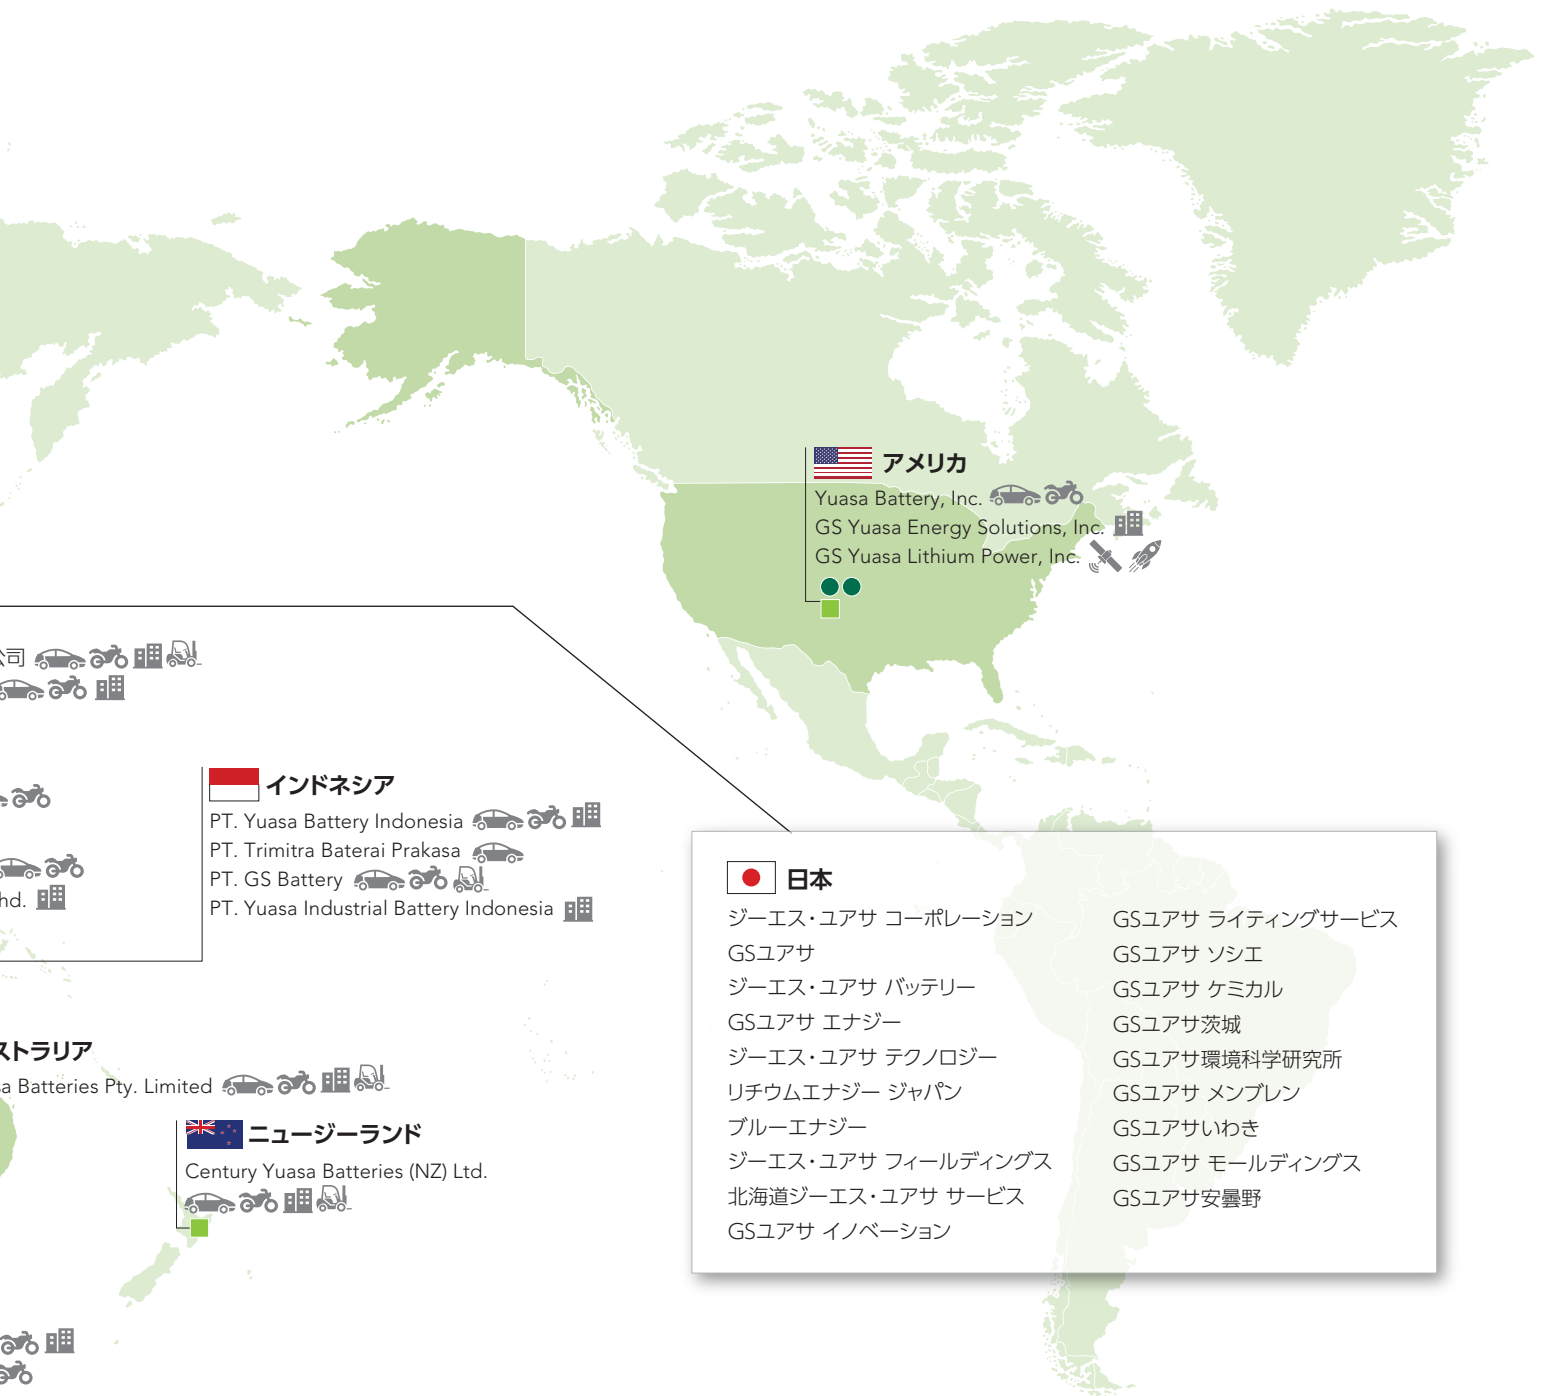 アメリカ
Yuasa Battery, Inc.
GS Yuasa Energy Solutions, Inc.
GS Yuasa Lithium Power, Inc.
公司
インドネシア
PT. Yuasa Battery Indonesia
PT. Trimitra Baterai Prakasa
PT. GS Battery
PT. Yuasa Industrial Battery Indonesia
hd.
ストラリア
sa Batteries Pty. Limited
ニュージーランド
Century Yuasa Batteries (NZ) Ltd.
日本
ジーエス・ユアサ コーポレーション
GSユアサ
ジーエス・ユアサ バッテリー
GSユアサ エナジー
ジーエス・ユアサ テクノロジー
リチウムエナジー ジャパン
ブルーエナジー
ジーエス・ユアサ フィールディングス
北海道ジーエス・ユアサ サービス
GSユアサ イノベーション
GSユアサ ライティングサービス
GSユアサ ソシエ
GSユアサ ケミカル
GSユアサ茨城
GSユアサ環境科学研究所
GSユアサ メンブレン
GSユアサいわき
GSユアサ モールディングス
GSユアサ安曇野